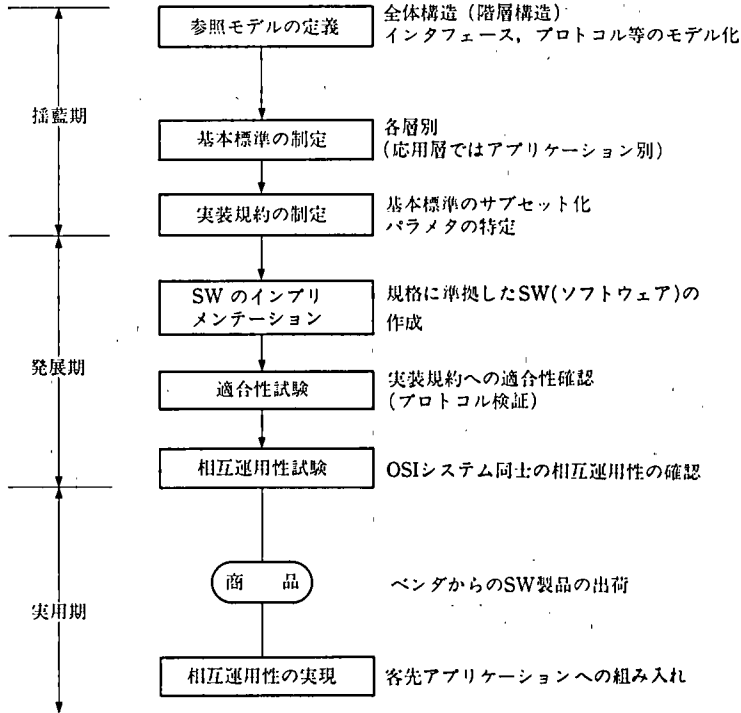 参照モデルの定義
全体構造（階層構造）
インタフェース，プロトコル等のモデル化
揺籃期
基本標準の制定
各層別
(応用層ではアプリケーション別）
実装規約の制定
基本標準のサブセット化
パラメタの特定
SW のインプリ
メンテーション
規格に準拠したSW(ソフトウェア)の
作成
発展期
適合性試験
実装規約への適合性確認
(プロトコル検証）
相互運用性試験
OSIシステム同士の相互運用性の確認
商　品
ベンダからのSW製品の出荷
実用期
相互運用性の実現
客先アプリケーションへの組み入れ